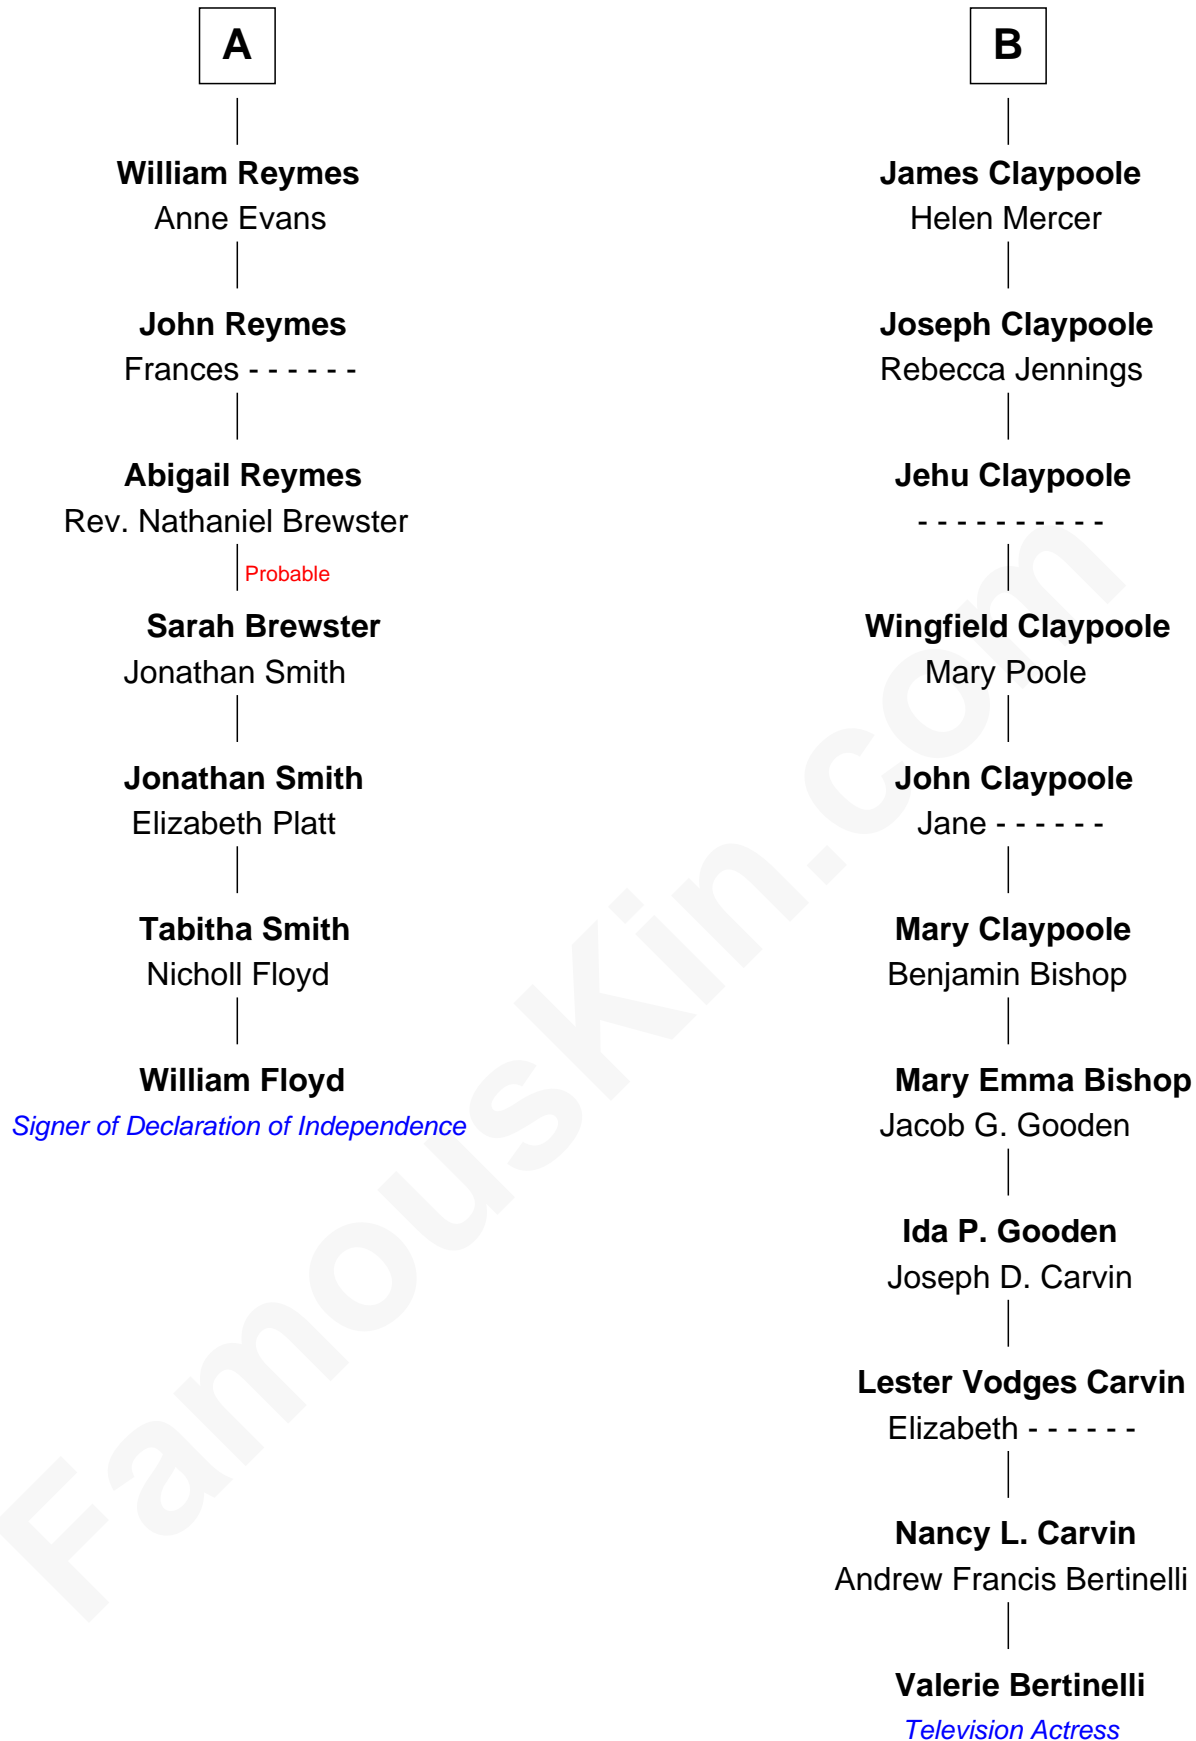 A
William Reymes
Anne Evans
John Reymes
Frances - - - - - -
Abigail Reymes
Rev. Nathaniel Brewster
Probable
Sarah Brewster
Jonathan Smith
Jonathan Smith
Elizabeth Platt
Tabitha Smith
Nicholl Floyd
William Floyd
Signer of Declaration of Independence
B
James Claypoole
Helen Mercer
Joseph Claypoole
Rebecca Jennings
Jehu Claypoole
- - - - - - - - - -
Wingfield Claypoole
Mary Poole
John Claypoole
Jane - - - - - -
Mary Claypoole
Benjamin Bishop
Mary Emma Bishop
Jacob G. Gooden
Ida P. Gooden
Joseph D. Carvin
Lester Vodges Carvin
Elizabeth - - - - - -
Nancy L. Carvin
Andrew Francis Bertinelli
Valerie Bertinelli
Television Actress
FamousKin.com